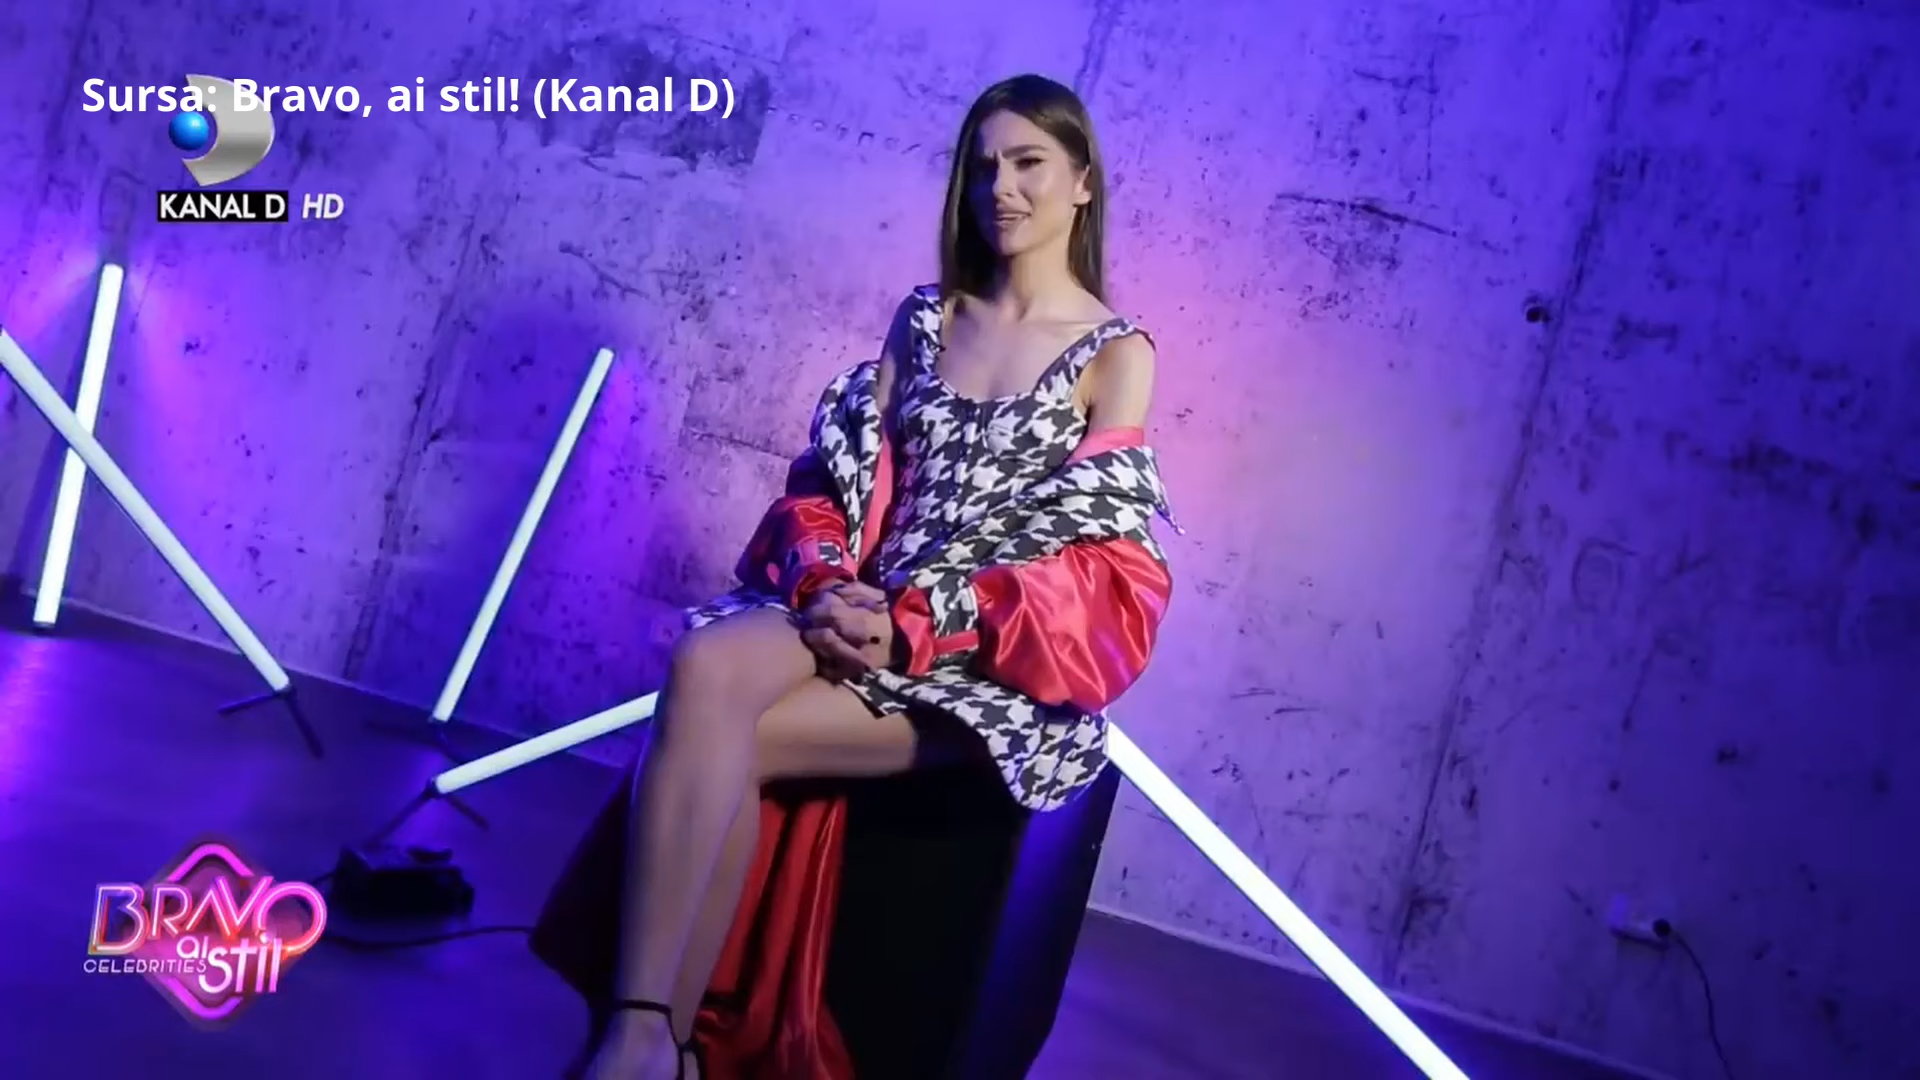 Sursa: Bravo, ai stil! (Kanal D)
KANAL D HD
BRAVO
ai
CELEBRITIES
stil